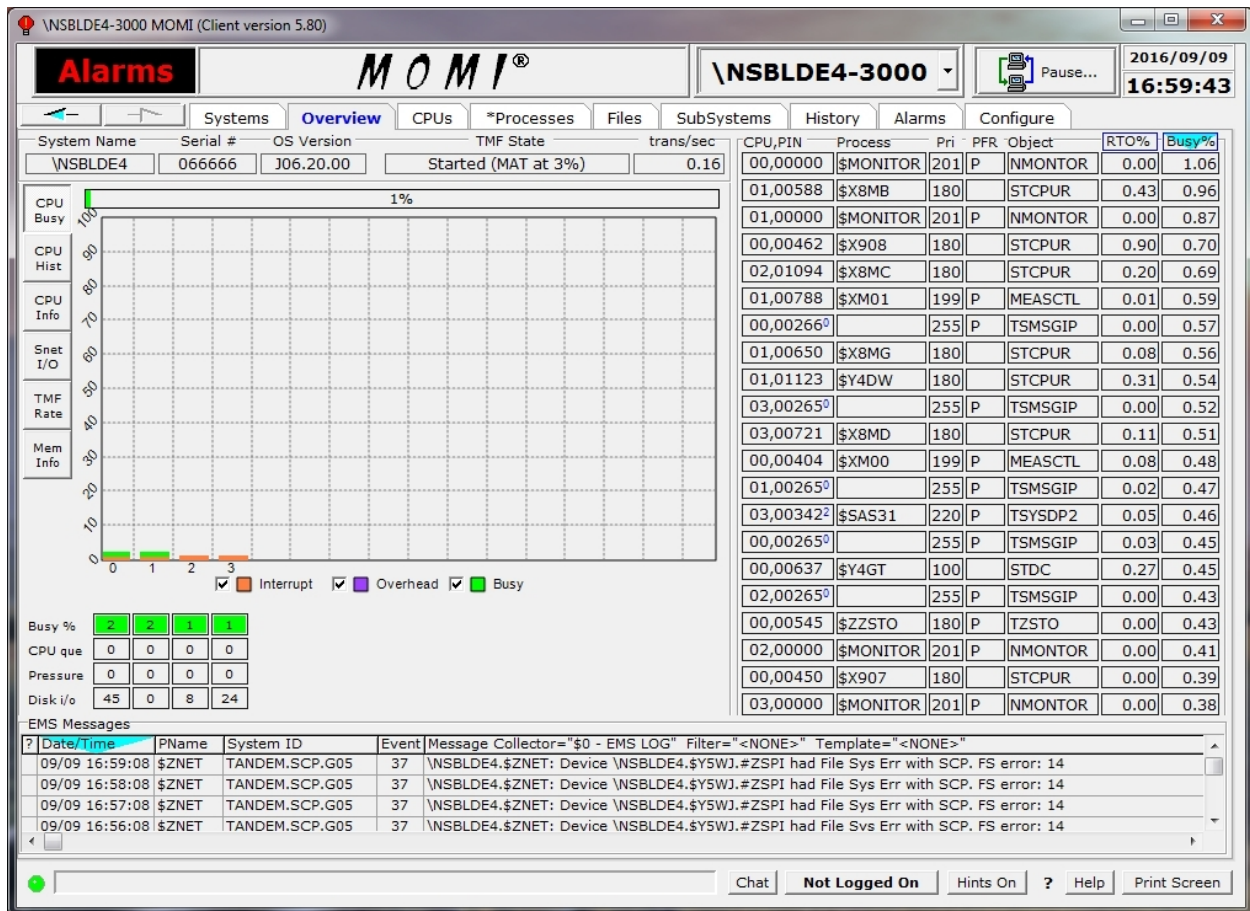 \NSBLDE4-3000 MOMI (Client version 5.80)
Alarms
M O M I®
\NSBLDE4-3000
Pause...
2016/09/09
16:59:43
Systems Overview CPUs *Processes Files SubSystems History Alarms Configure
System Name Serial # OS Version TMF State trans/sec
\NSBLDE4 066666 J06.20.00 Started (MAT at 3%) 0.16
CPU Busy
CPU Hist
CPU Info
Snet I/O
TMF Rate
Mem Info
1%
100
90
80
70
60
50
40
30
20
10
0
0 1 2 3
Interrupt Overhead Busy
Busy % 2 2 1 1
CPU que 0 0 0 0
Pressure 0 0 0 0
Disk i/o 45 0 8 24
CPU,PIN Process Pri PFR Object RTO% Busy%
00,00000 $MONITOR 201 P NMONTOR 0.00 1.06
01,00588 $X8MB 180 STCPUR 0.43 0.96
01,00000 $MONITOR 201 P NMONTOR 0.00 0.87
00,00462 $X908 180 STCPUR 0.90 0.70
02,01094 $X8MC 180 STCPUR 0.20 0.69
01,00788 $XM01 199 P MEASCTL 0.01 0.59
00,00266⁰ 255 P TSMSGIP 0.00 0.57
01,00650 $X8MG 180 STCPUR 0.08 0.56
01,01123 $Y4DW 180 STCPUR 0.31 0.54
03,00265⁰ 255 P TSMSGIP 0.00 0.52
03,00721 $X8MD 180 STCPUR 0.11 0.51
00,00404 $XM00 199 P MEASCTL 0.08 0.48
01,00265⁰ 255 P TSMSGIP 0.02 0.47
03,00342² $SAS31 220 P TSYSDP2 0.05 0.46
00,00265⁰ 255 P TSMSGIP 0.03 0.45
00,00637 $Y4GT 100 STDC 0.27 0.45
02,00265⁰ 255 P TSMSGIP 0.00 0.43
00,00545 $ZZSTO 180 P TZSTO 0.00 0.43
02,00000 $MONITOR 201 P NMONTOR 0.00 0.41
00,00450 $X907 180 STCPUR 0.00 0.39
03,00000 $MONITOR 201 P NMONTOR 0.00 0.38
EMS Messages
? Date/Time PName System ID Event Message Collector="$0 - EMS LOG" Filter="<NONE>" Template="<NONE>"
09/09 16:59:08 $ZNET TANDEM.SCP.G05 37 \NSBLDE4.$ZNET: Device \NSBLDE4.$Y5WJ.#ZSPI had File Sys Err with SCP. FS error: 14
09/09 16:58:08 $ZNET TANDEM.SCP.G05 37 \NSBLDE4.$ZNET: Device \NSBLDE4.$Y5WJ.#ZSPI had File Sys Err with SCP. FS error: 14
09/09 16:57:08 $ZNET TANDEM.SCP.G05 37 \NSBLDE4.$ZNET: Device \NSBLDE4.$Y5WJ.#ZSPI had File Sys Err with SCP. FS error: 14
09/09 16:56:08 $ZNET TANDEM.SCP.G05 37 \NSBLDE4.$ZNET: Device \NSBLDE4.$Y5WJ.#ZSPI had File Sys Err with SCP. FS error: 14
Chat Not Logged On Hints On ? Help Print Screen